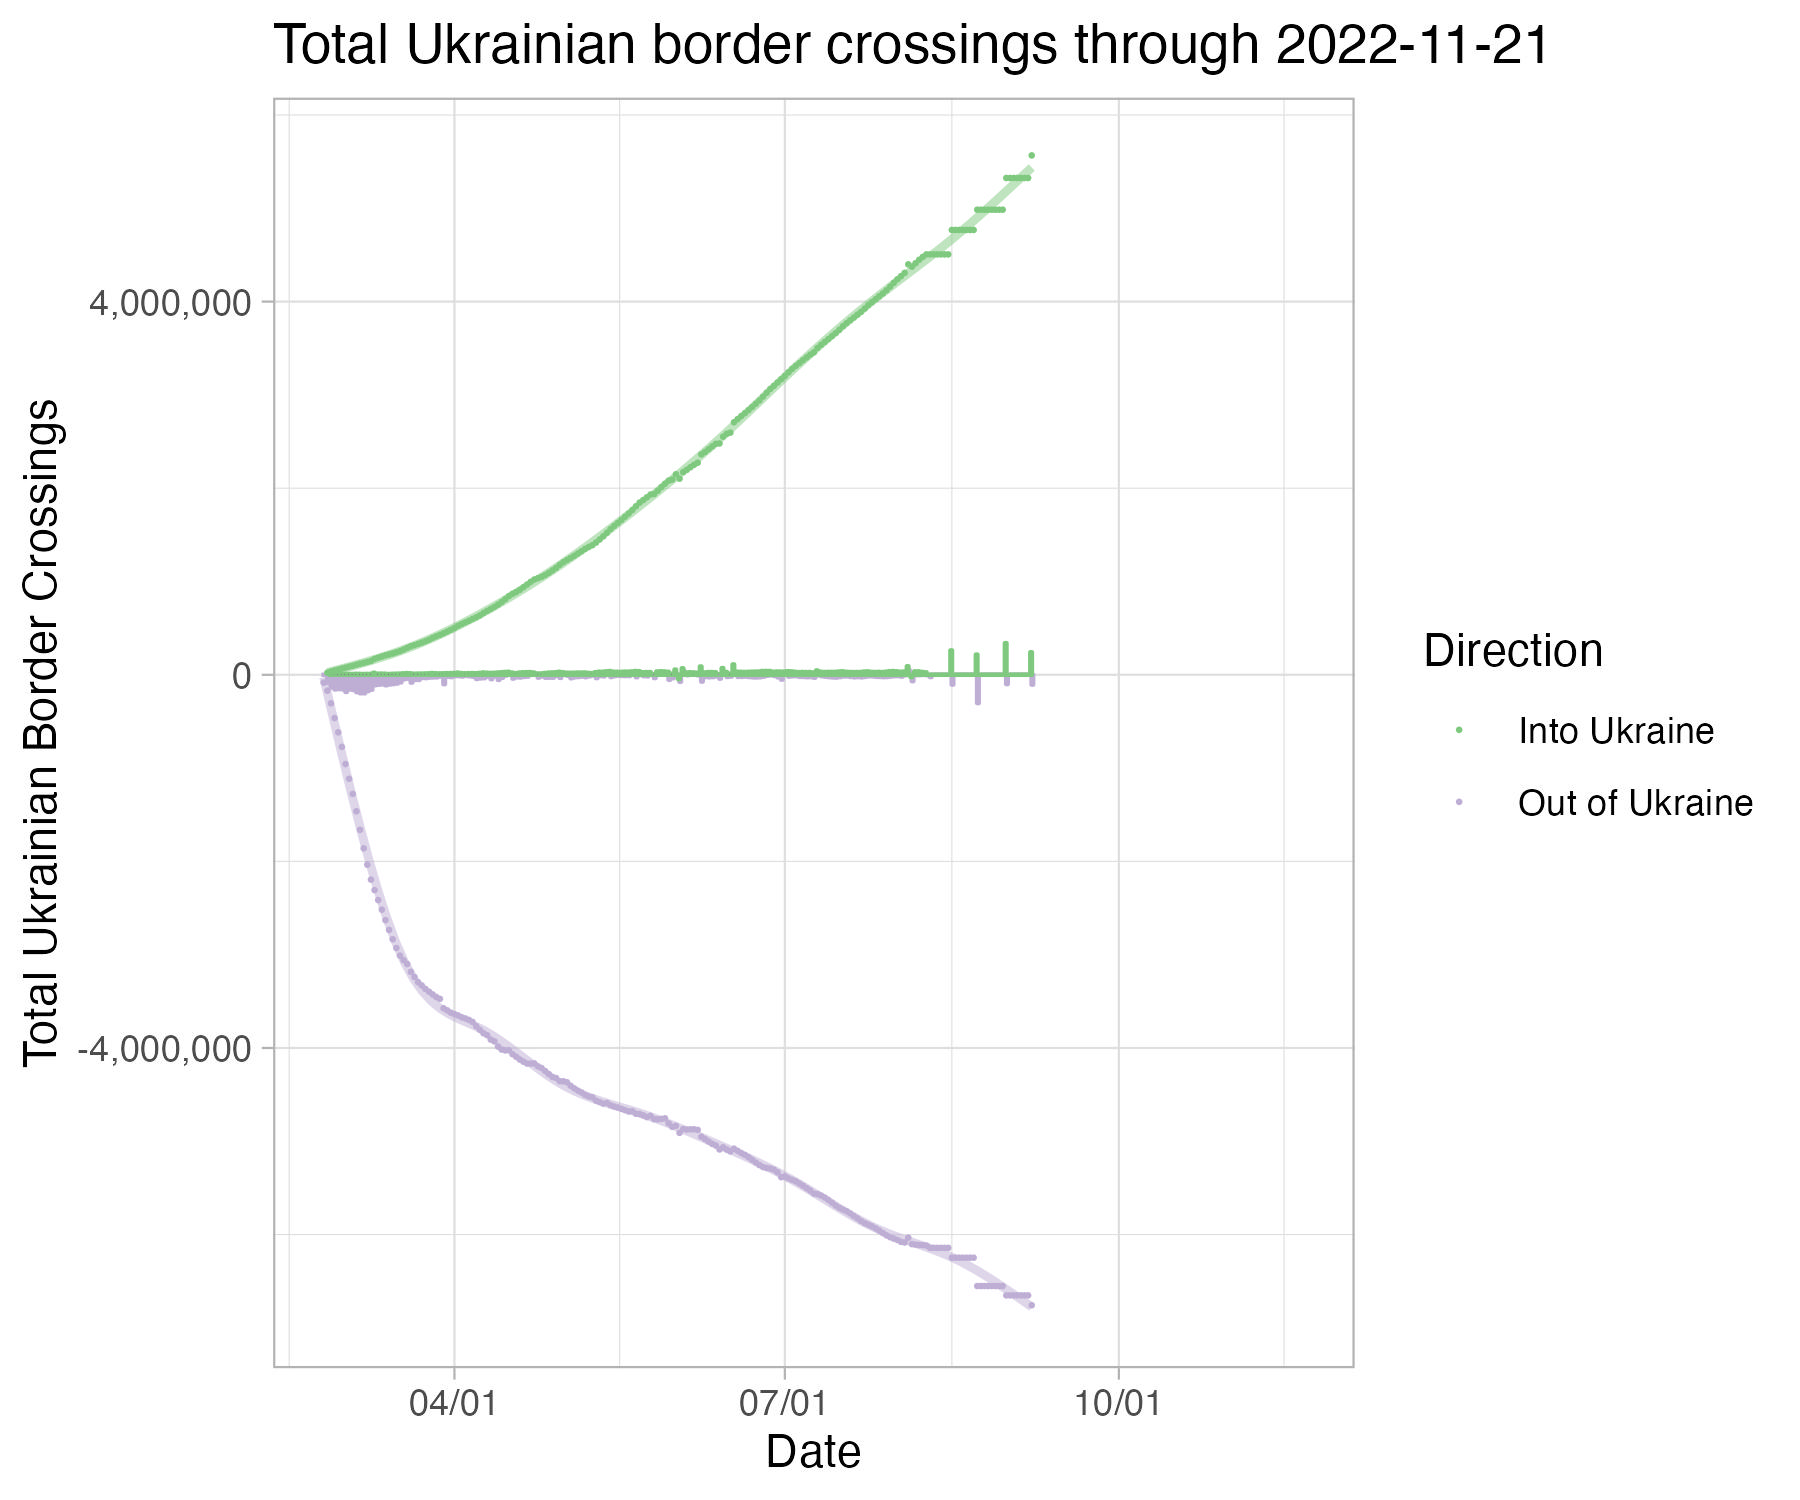 Total Ukrainian border crossings through 2022-11-21
Total Ukrainian Border Crossings
4,000,000
0
-4,000,000
04/01
07/01
10/01
Date
Direction
Into Ukraine
Out of Ukraine